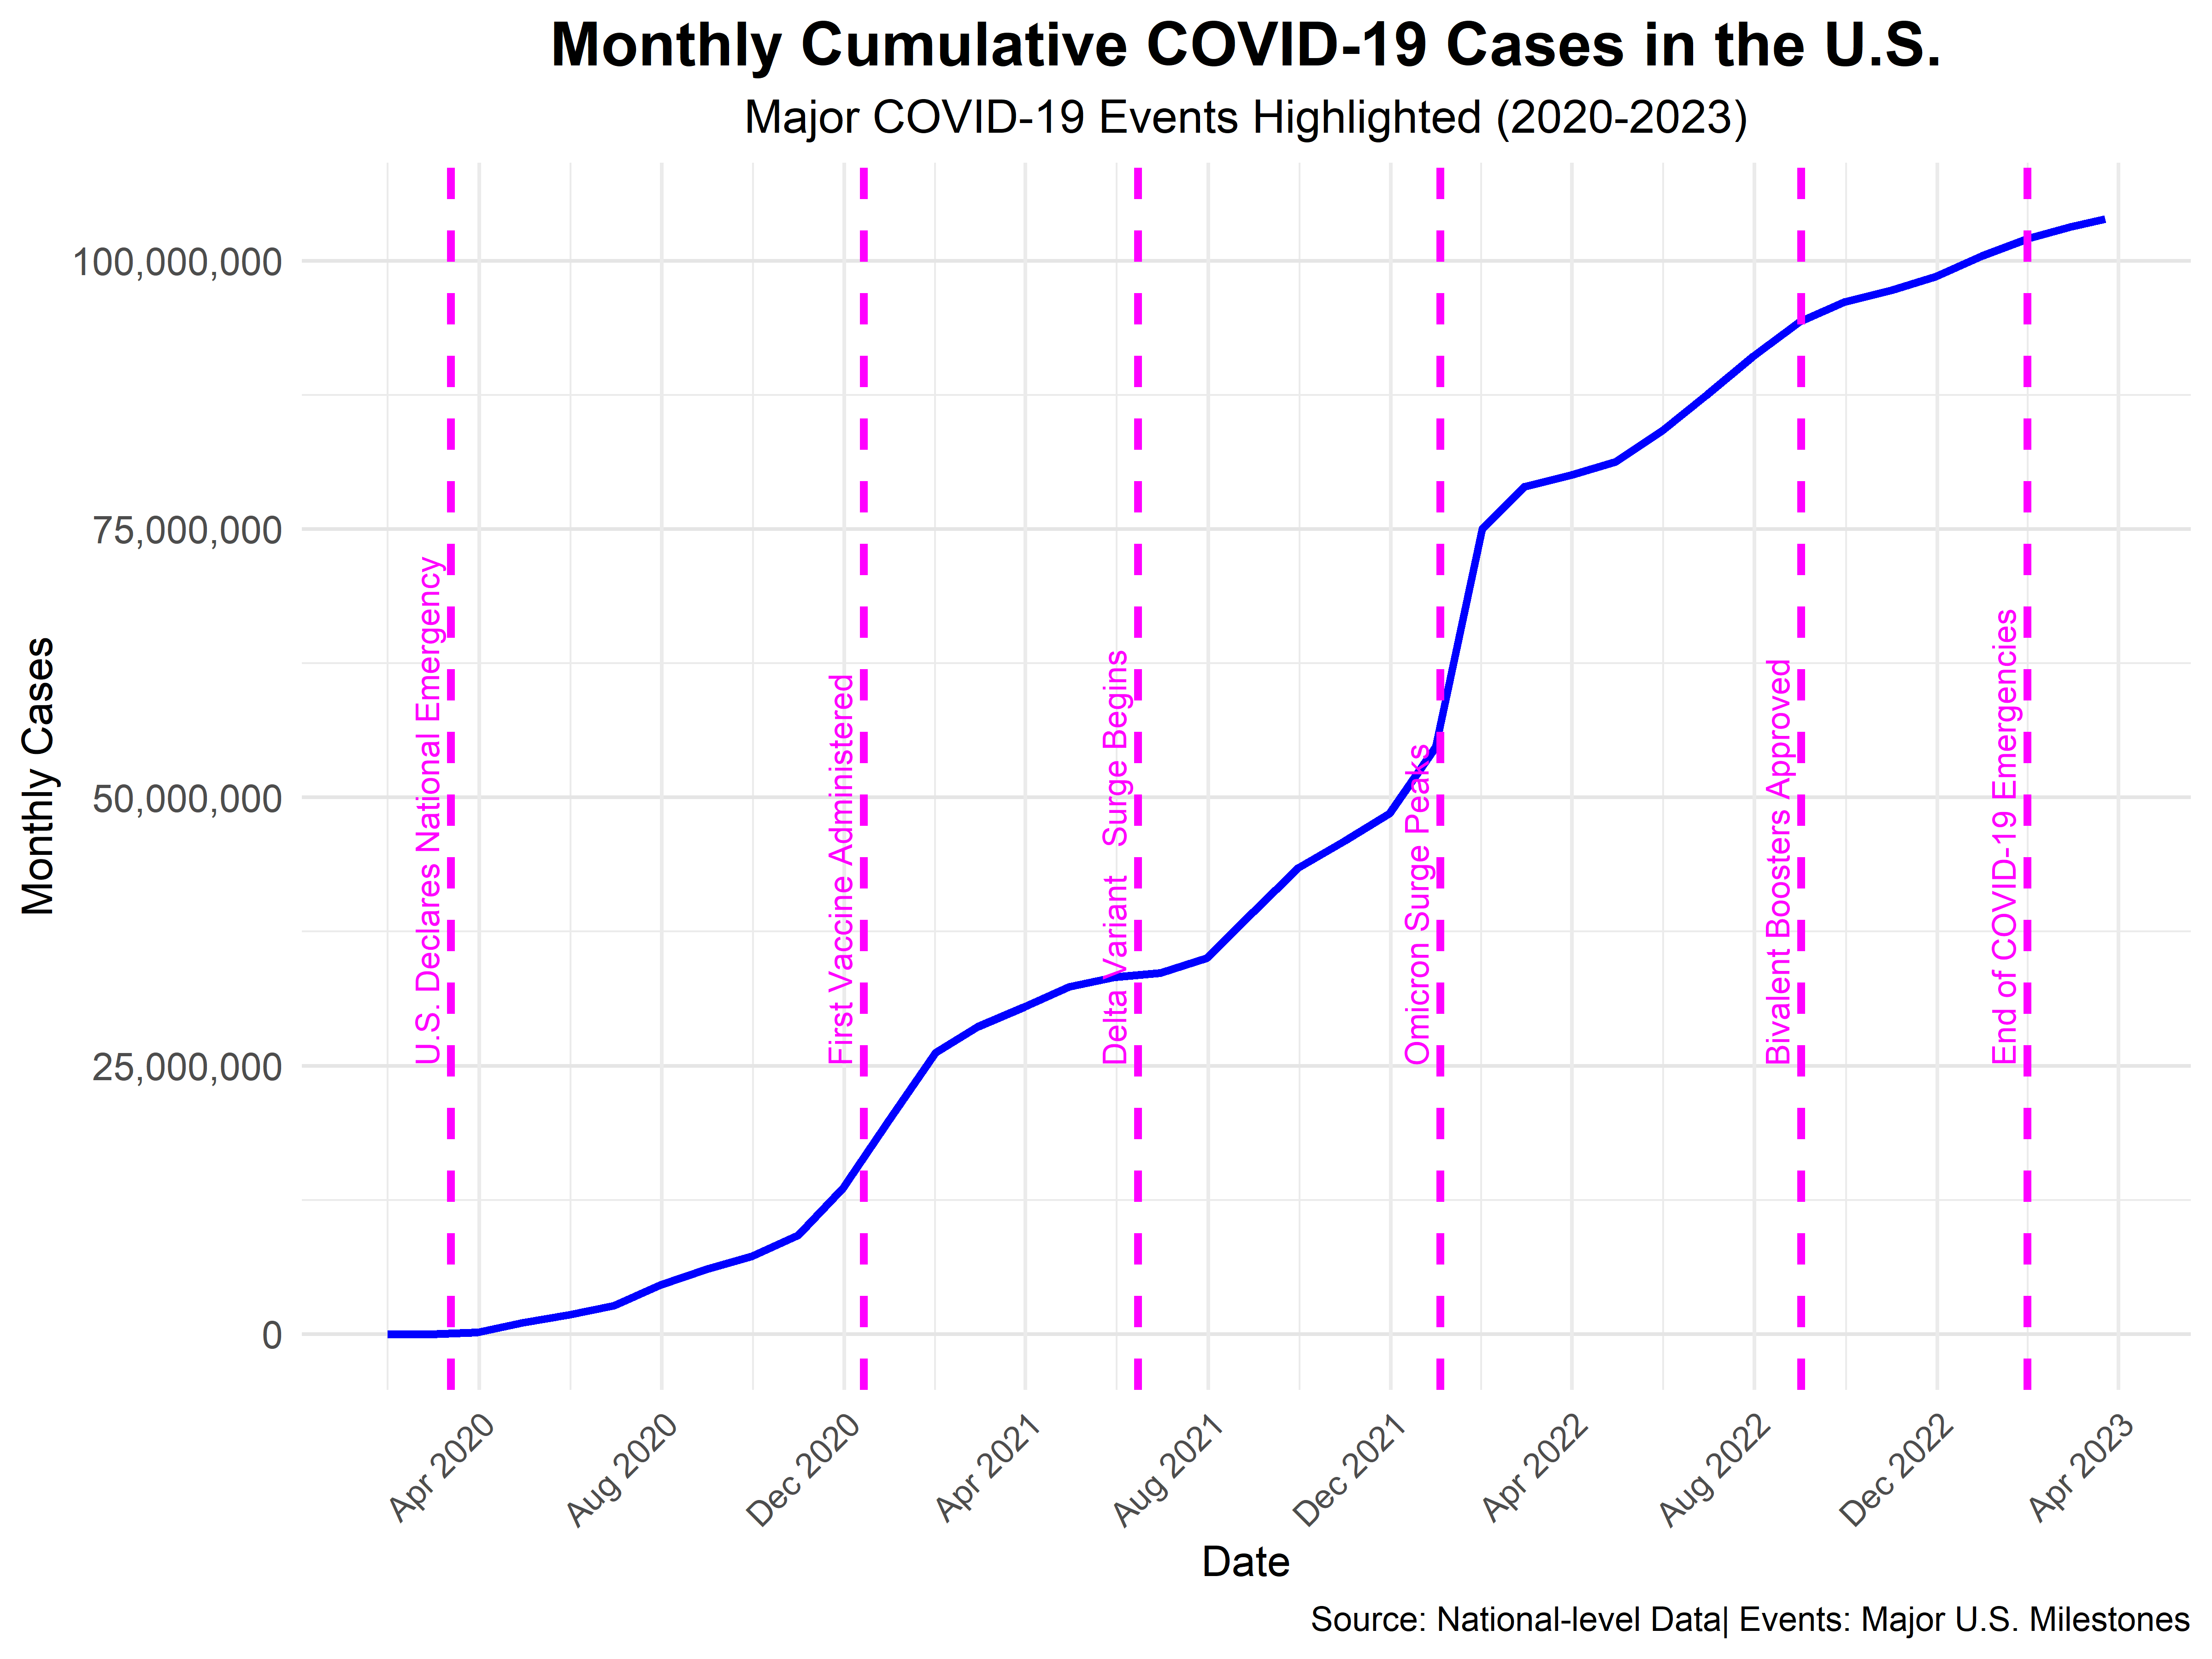 Monthly Cumulative COVID-19 Cases in the U.S.
Major COVID-19 Events Highlighted (2020-2023)
Monthly Cases
100,000,000
75,000,000
50,000,000
25,000,000
0
U.S. Declares National Emergency
First Vaccine Administered
Delta Variant  Surge Begins
Omicron Surge Peaks
Bivalent Boosters Approved
End of COVID-19 Emergencies
Apr 2020
Aug 2020
Dec 2020
Apr 2021
Aug 2021
Dec 2021
Apr 2022
Aug 2022
Dec 2022
Apr 2023
Date
Source: National-level Data| Events: Major U.S. Milestones